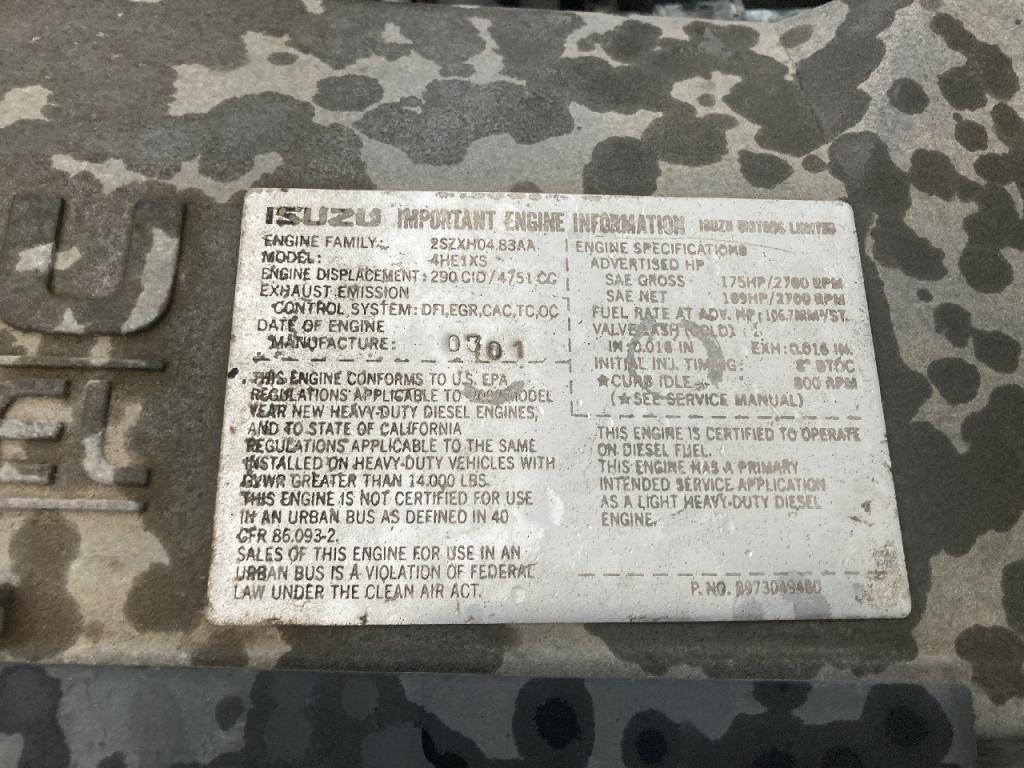 U
EL
ISUZU IMPORTANT ENGINE INFORMATION ISUZU MOTORS LIMITED
ENGINE FAMILY: 2SZXH04.83AA
MODEL: 4HE1XS
ENGINE DISPLACEMENT: 290 CID/4751 CC
EXHAUST EMISSION
CONTROL SYSTEM: DFI,EGR,CAC,TC,OC
DATE OF ENGINE
MANUFACTURE: 01
THIS ENGINE CONFORMS TO U.S. EPA
REGULATIONS APPLICABLE TO MODEL
YEAR NEW HEAVY-DUTY DIESEL ENGINES,
AND TO STATE OF CALIFORNIA
REGULATIONS APPLICABLE TO THE SAME
INSTALLED ON HEAVY-DUTY VEHICLES WITH
GVWR GREATER THAN 14.000 LBS.
THIS ENGINE IS NOT CERTIFIED FOR USE
IN AN URBAN BUS AS DEFINED IN 40
CFR 86.093-2.
SALES OF THIS ENGINE FOR USE IN AN
URBAN BUS IS A VIOLATION OF FEDERAL
LAW UNDER THE CLEAN AIR ACT.
ENGINE SPECIFICATIONS
ADVERTISED HP
SAE GROSS 175HP/2700 RPM
SAE NET /2700 RPM
FUEL RATE AT ADV. HP:
VALVE LASH (COLD) :
IN:0.016 IN EXH:0.016 IN.
INITIAL INJ. TIMING: BTDC
★CURB IDLE 800 RPM
(★SEE SERVICE MANUAL)
THIS ENGINE IS CERTIFIED TO OPERATE
ON DIESEL FUEL.
THIS ENGINE HAS A PRIMARY
INTENDED SERVICE APPLICATION
AS A LIGHT HEAVY-DUTY DIESEL
ENGINE.
P. NO.